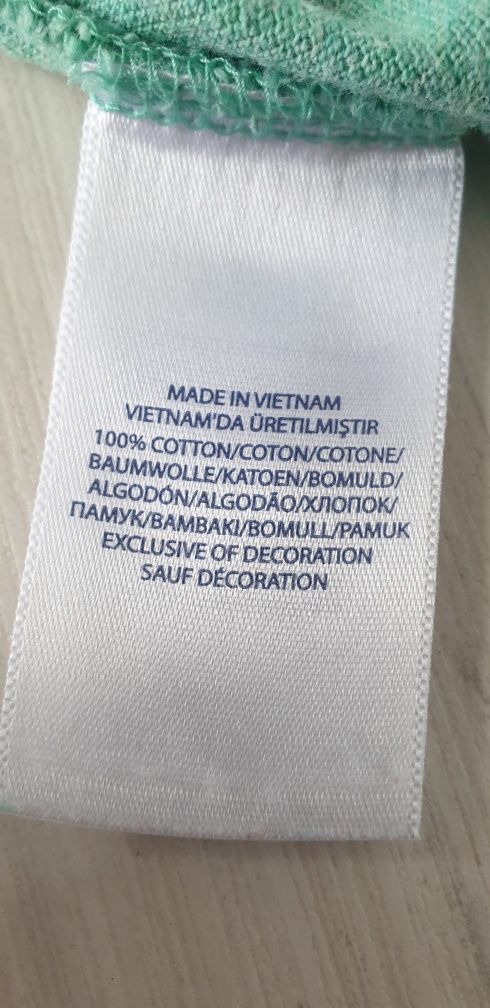 MADE IN VIETNAM
VIETNAM'DA ÜRETILMIŞTIR
100% COTTON/COTON/COTONE/
BAUMWOLLE/KATOEN/BOMULD/
ALGODÓN/ALGODÃO/ХЛОПОК/
ПАМУК/BAMBAKI/BOMULL/PAMUK
EXCLUSIVE OF DECORATION
SAUF DÉCORATION